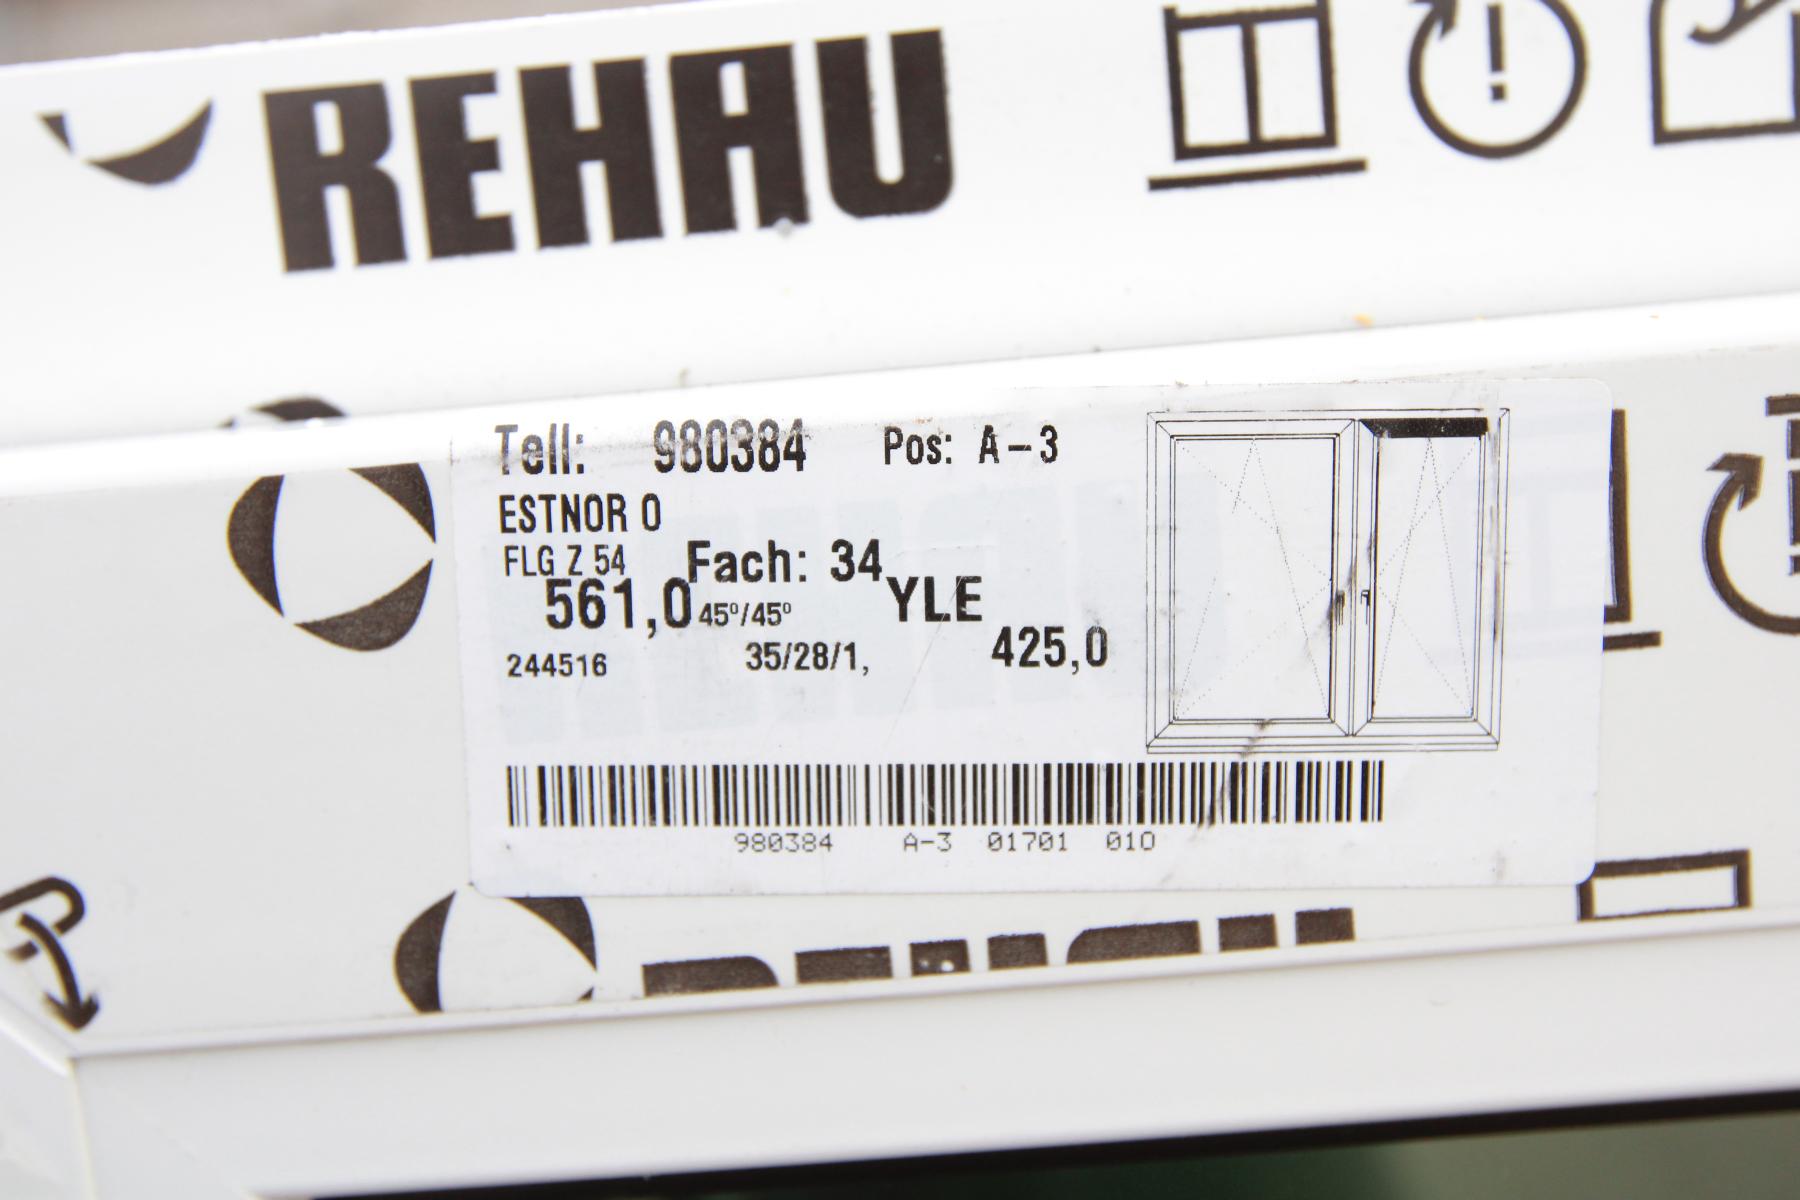 REHAU
Tell: 980384 Pos: A-3
ESTNOR O
FLG Z 54 Fach: 34
561,0 45°/45° YLE
244516 35/28/1, 425,0
980384 A-3 01701 010